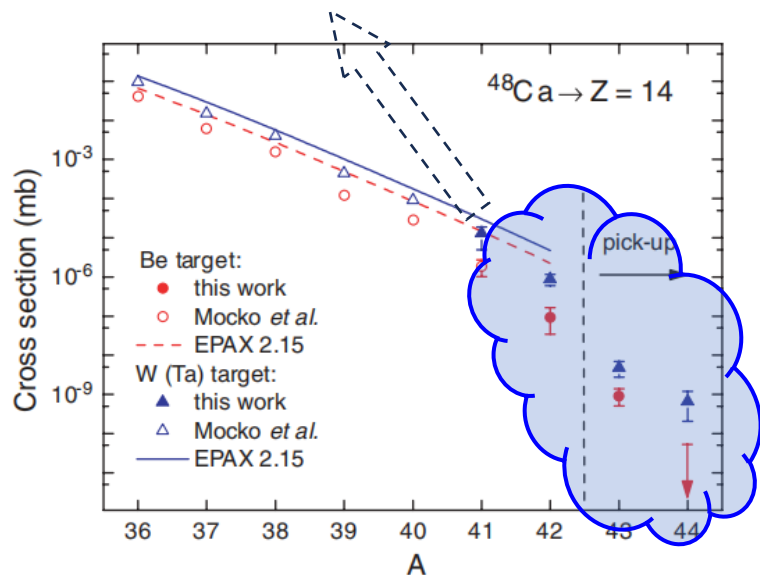 ⁴⁸Ca→ Z = 14
10⁻³
10⁻⁶
10⁻⁹
Cross section (mb)
pick-up
Be target:
this work
Mocko et al.
EPAX 2.15
W (Ta) target:
this work
Mocko et al.
EPAX 2.15
36 37 38 39 40 41 42 43 44
A